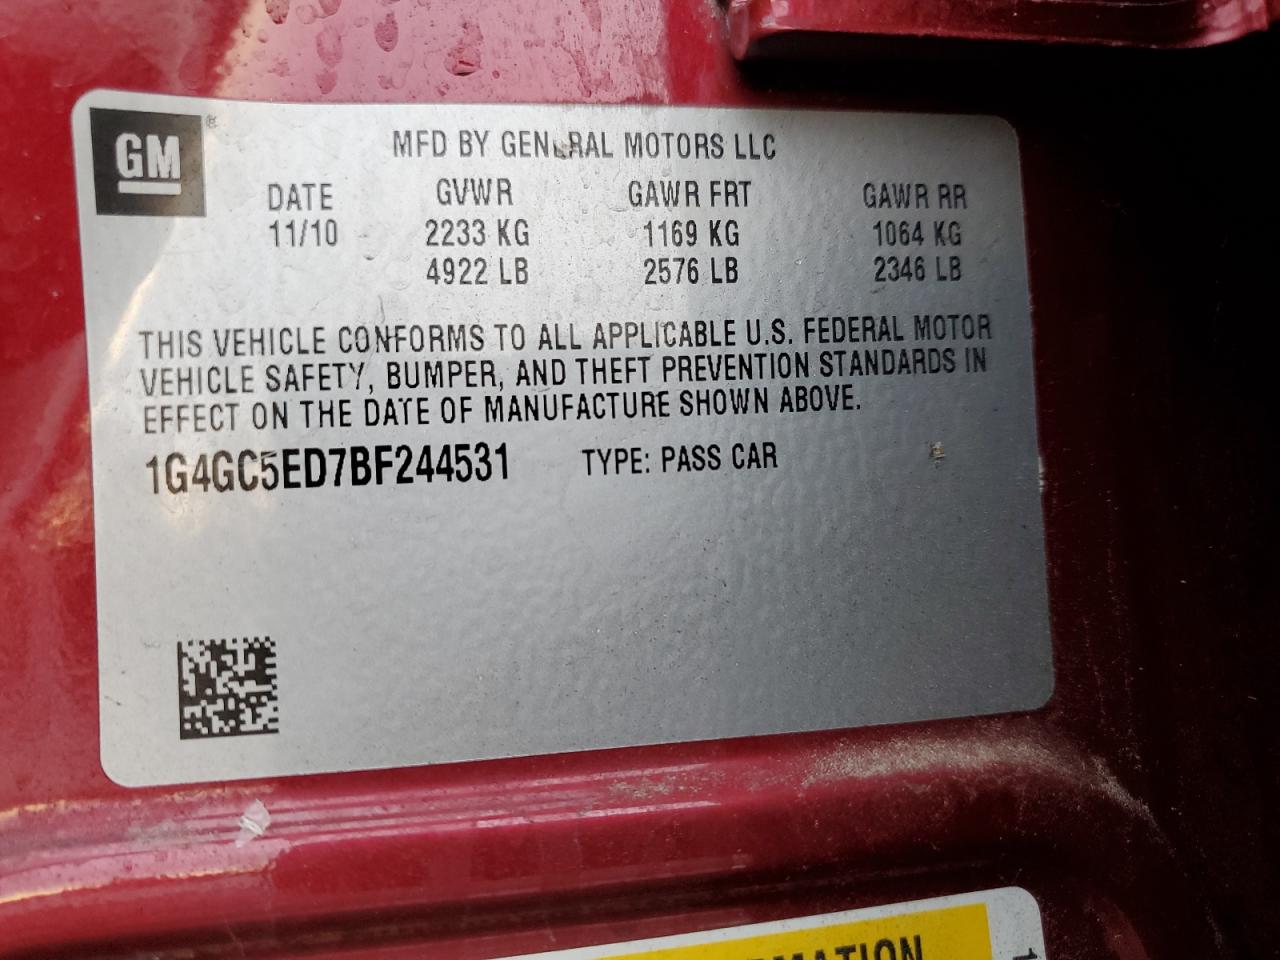 GM ®
MFD BY GENERAL MOTORS LLC
DATE GVWR GAWR FRT GAWR RR
11/10 2233 KG 1169 KG 1064 KG
4922 LB 2576 LB 2346 LB
THIS VEHICLE CONFORMS TO ALL APPLICABLE U.S. FEDERAL MOTOR
VEHICLE SAFETY, BUMPER, AND THEFT PREVENTION STANDARDS IN
EFFECT ON THE DATE OF MANUFACTURE SHOWN ABOVE.
1G4GC5ED7BF244531 TYPE: PASS CAR